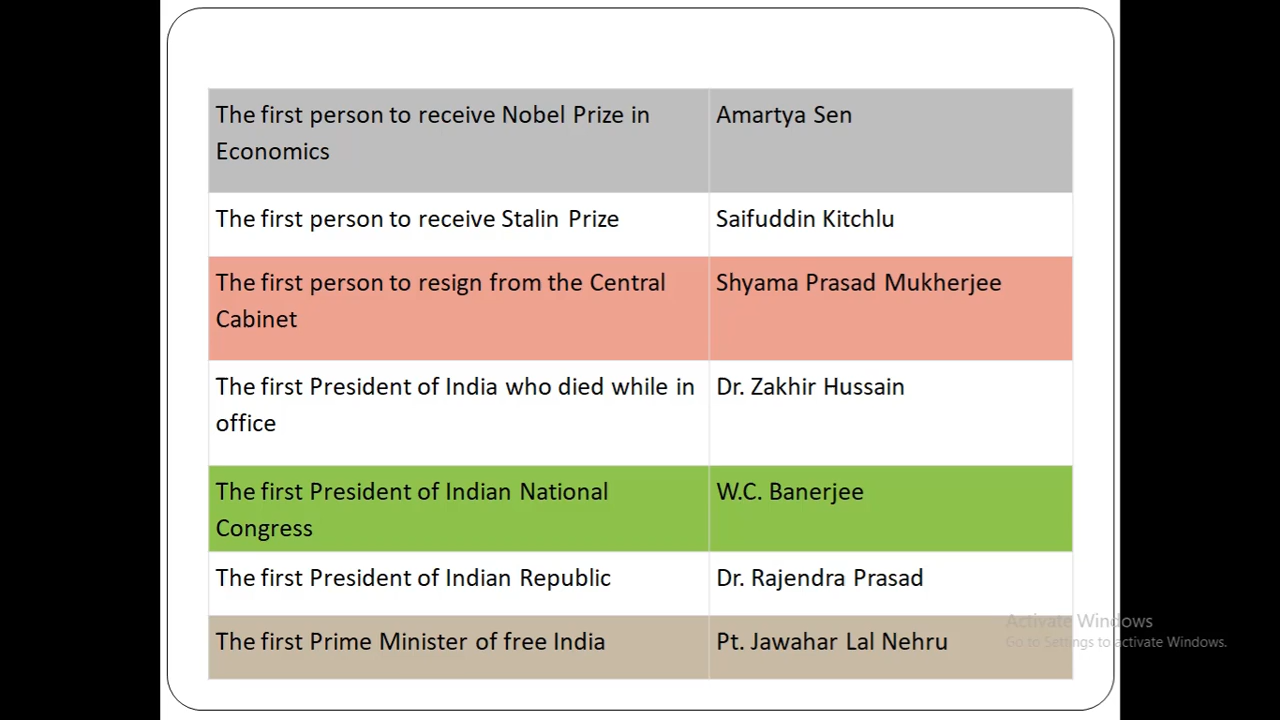 The first person to receive Nobel Prize in
Economics
Amartya Sen
The first person to receive Stalin Prize
Saifuddin Kitchlu
The first person to resign from the Central
Cabinet
Shyama Prasad Mukherjee
The first President of India who died while in
office
Dr. Zakhir Hussain
The first President of Indian National
Congress
W.C. Banerjee
The first President of Indian Republic
Dr. Rajendra Prasad
The first Prime Minister of free India
Pt. Jawahar Lal Nehru
Activate Windows
Go to Settings to activate Windows.